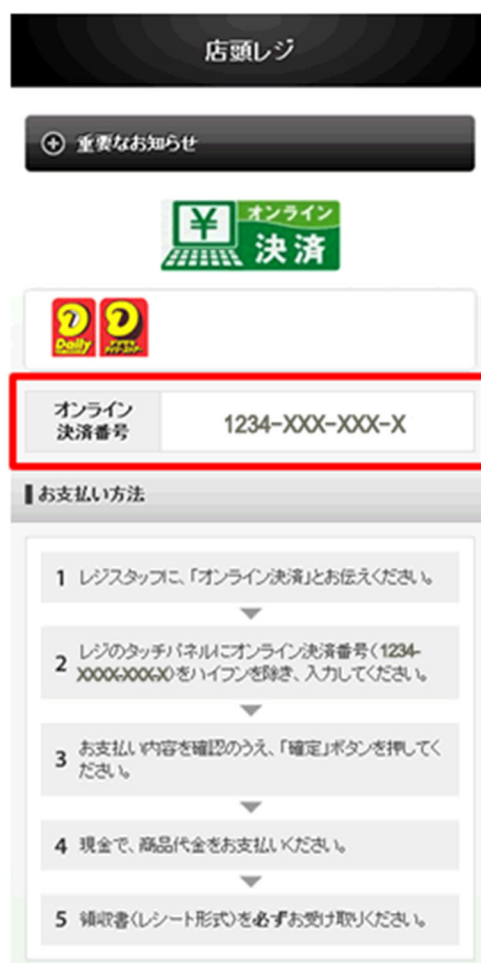 店頭レジ
重要なお知らせ
¥ オンライン
決済
Daily
オンライン
決済番号
1234-XXX-XXX-X
お支払い方法
1 レジスタッフに、「オンライン決済」とお伝えください。
2 レジのタッチパネルにオンライン決済番号(1234-
XXXX-XXX-X)をハイフンを除き、入力してください。
3 お支払い内容を確認のうえ、「確定」ボタンを押してく
ださい。
4 現金で、商品代金をお支払いください。
5 領収書(レシート形式)を必ずお受け取りください。